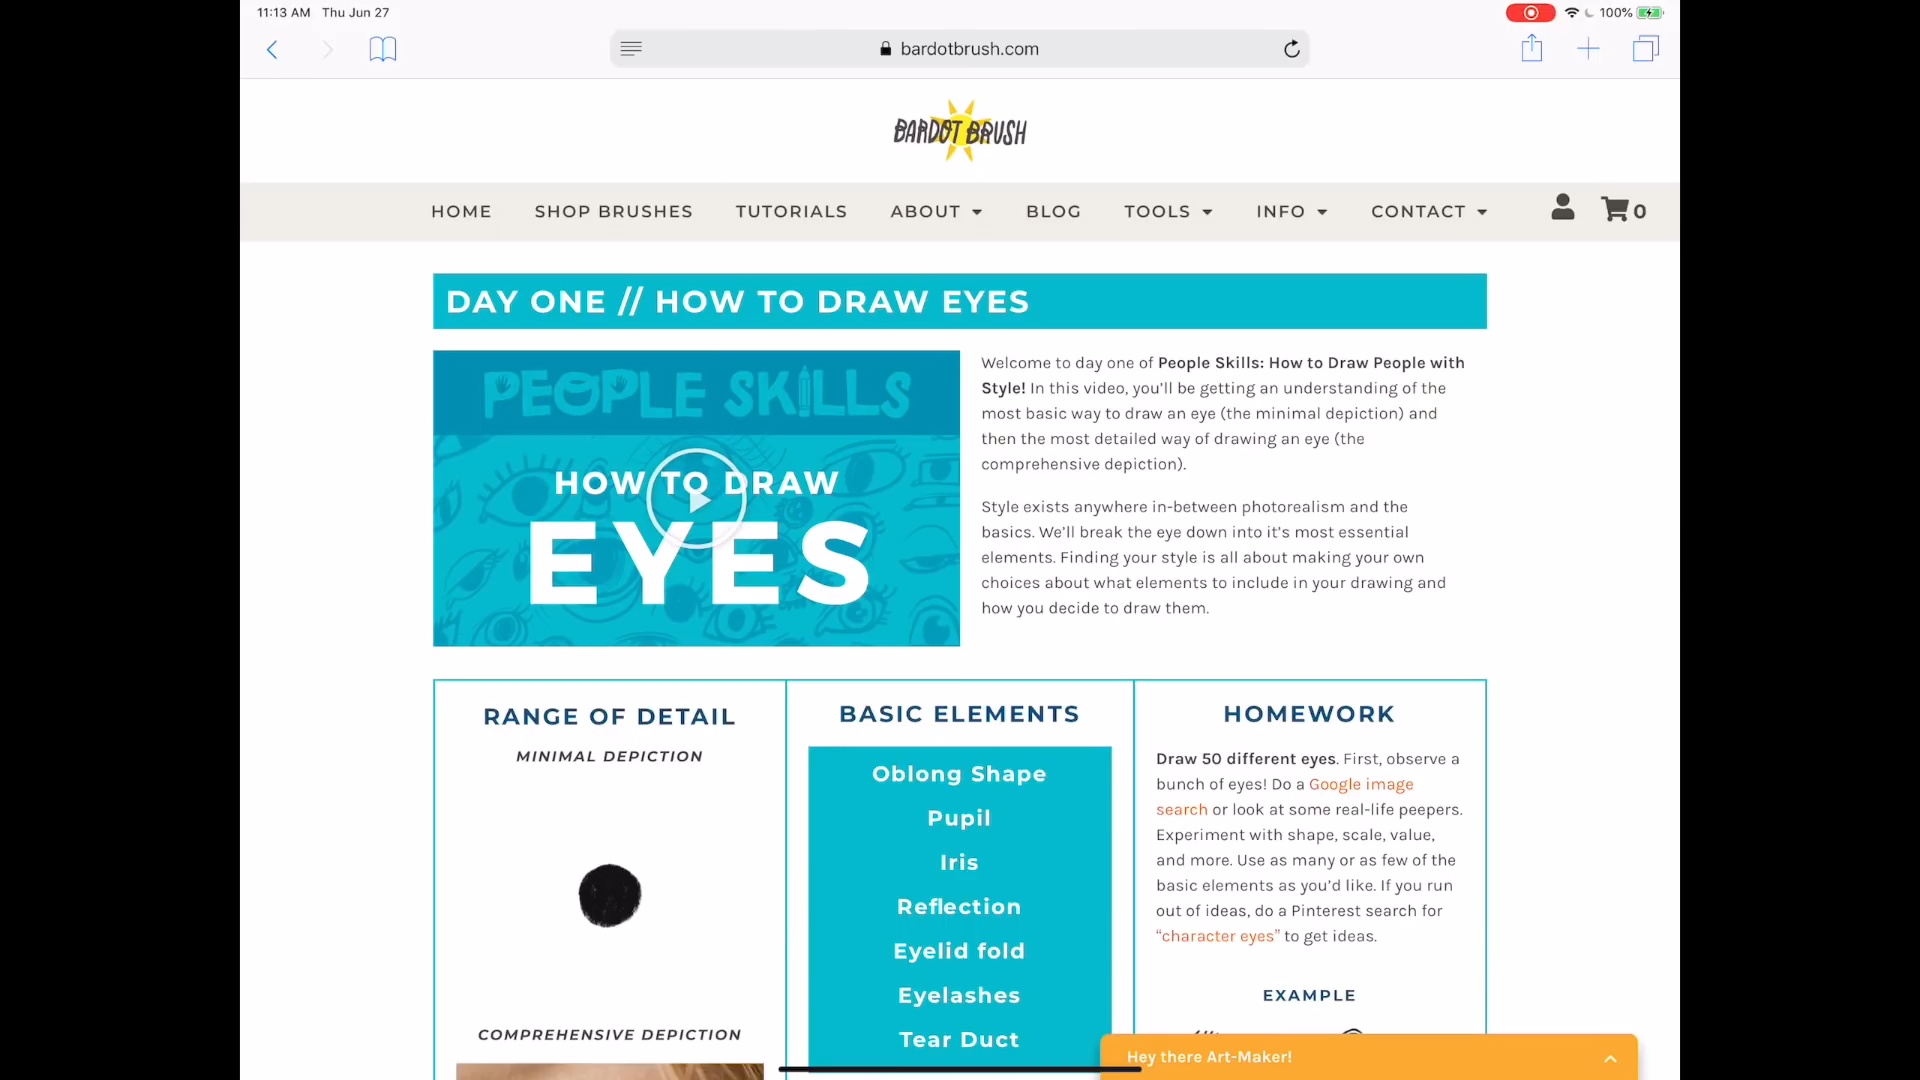 11:13 AM Thu Jun 27
100%
bardotbrush.com
BARDOT BRUSH
HOME SHOP BRUSHES TUTORIALS ABOUT BLOG TOOLS INFO CONTACT 0
DAY ONE // HOW TO DRAW EYES
PEOPLE SKILLS
HOW TO DRAW
EYES
Welcome to day one of People Skills: How to Draw People with
Style! In this video, you'll be getting an understanding of the
most basic way to draw an eye (the minimal depiction) and
then the most detailed way of drawing an eye (the
comprehensive depiction).
Style exists anywhere in-between photorealism and the
basics. We'll break the eye down into it's most essential
elements. Finding your style is all about making your own
choices about what elements to include in your drawing and
how you decide to draw them.
RANGE OF DETAIL
MINIMAL DEPICTION
COMPREHENSIVE DEPICTION
BASIC ELEMENTS
Oblong Shape
Pupil
Iris
Reflection
Eyelid fold
Eyelashes
Tear Duct
HOMEWORK
Draw 50 different eyes. First, observe a
bunch of eyes! Do a Google image
search or look at some real-life peepers.
Experiment with shape, scale, value,
and more. Use as many or as few of the
basic elements as you'd like. If you run
out of ideas, do a Pinterest search for
“character eyes” to get ideas.
EXAMPLE
Hey there Art-Maker!